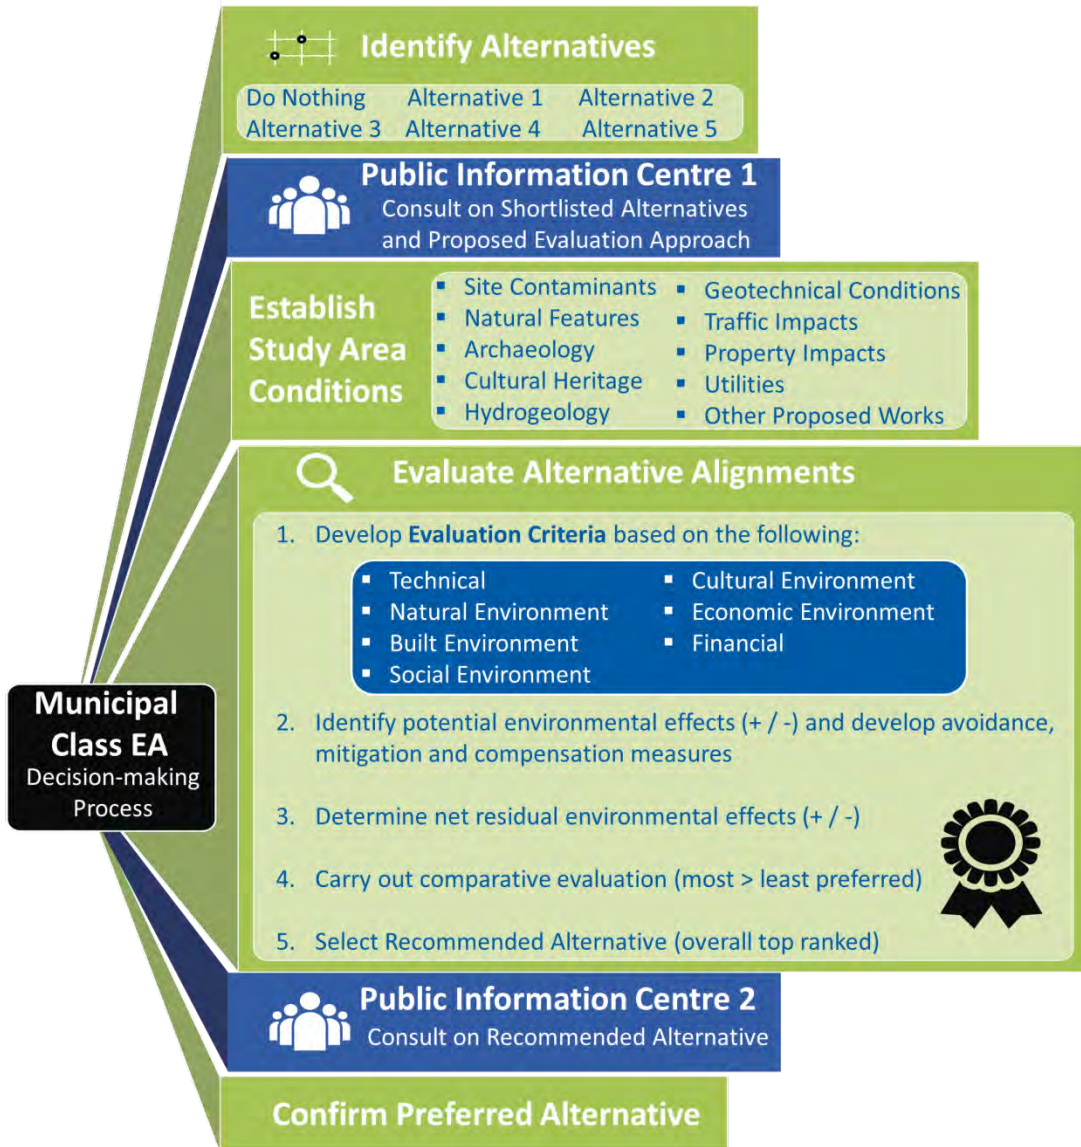 Identify Alternatives
Do Nothing Alternative 1 Alternative 2
Alternative 3 Alternative 4 Alternative 5
Public Information Centre 1
Consult on Shortlisted Alternatives
and Proposed Evaluation Approach
Establish
Study Area
Conditions
▪ Site Contaminants
▪ Natural Features
▪ Archaeology
▪ Cultural Heritage
▪ Hydrogeology
▪ Geotechnical Conditions
▪ Traffic Impacts
▪ Property Impacts
▪ Utilities
▪ Other Proposed Works
Evaluate Alternative Alignments
1. Develop Evaluation Criteria based on the following:
▪ Technical
▪ Natural Environment
▪ Built Environment
▪ Social Environment
▪ Cultural Environment
▪ Economic Environment
▪ Financial
2. Identify potential environmental effects (+ / -) and develop avoidance,
mitigation and compensation measures
3. Determine net residual environmental effects (+ / -)
4. Carry out comparative evaluation (most > least preferred)
5. Select Recommended Alternative (overall top ranked)
Municipal
Class EA
Decision-making
Process
Public Information Centre 2
Consult on Recommended Alternative
Confirm Preferred Alternative